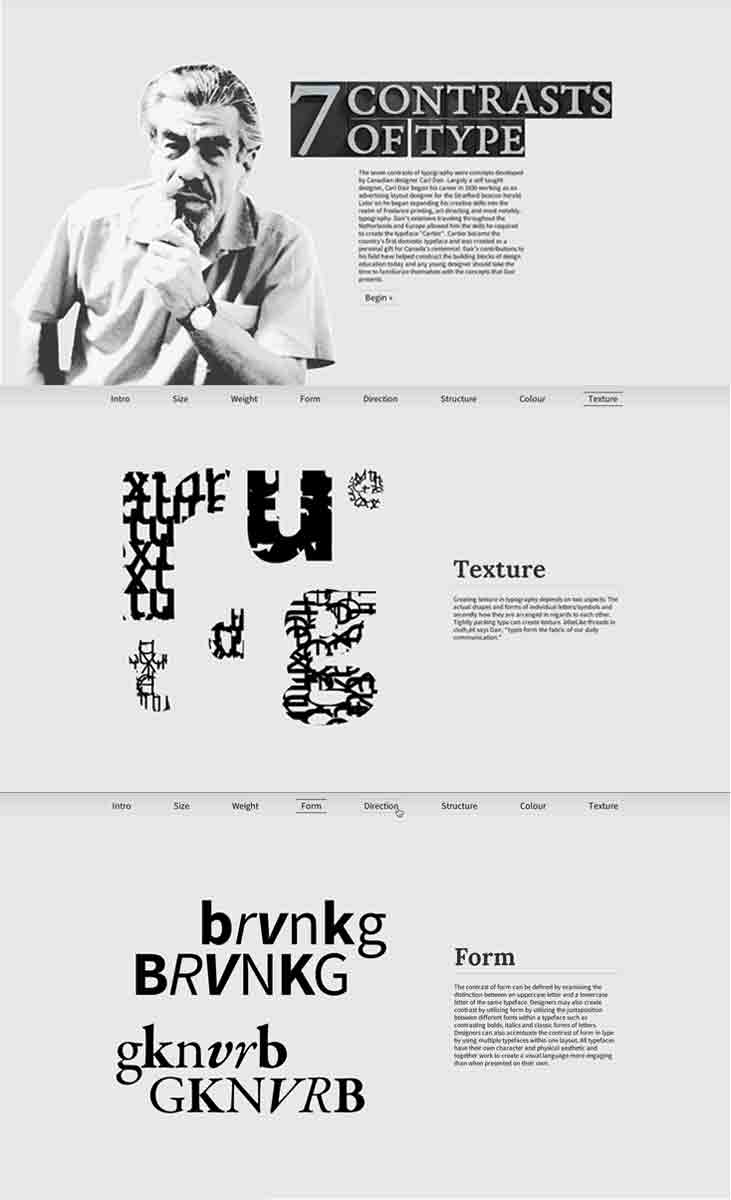 7 CONTRASTS
OF TYPE
The seven contrasts of typography were concepts developed
by Canadian designer Carl Dair. Largely a self taught
designer, Carl Dair began his career in 1930 working as an
advertising layout designer for the Stratford beacon herald
Later on he began expanding his creative skills into the
realm of freelance printing, art directing and most notably,
typography. Dair's extensive traveling throughout the
Netherlands and Europe allowed him the skills he required
to create the typeface "Cartier". Cartier became the
country's first domestic typeface and was created as a
personal gift for Canada's centennial. Dair's contributions to
his field have helped construct the building blocks of design
education today and any young designer should take the
time to familiarize themselves with the concepts that Dair
presents.
Begin »
Intro Size Weight Form Direction Structure Colour Texture
Texture
Creating texture in typography depends on two aspects. The
actual shapes and forms of individual letters/symbols and
secondly how they are arranged in regards to each other.
Tightly packing type can create texture. Like threads in
cloth, as says Dair, "types form the fabric of our daily
communication."
Intro Size Weight Form Direction Structure Colour Texture
brvnkg
BRVNKG
Form
The contrast of form can be defined by examining the
distinction between an uppercase letter and a lowercase
letter of the same typeface. Designers may also create
contrast by utilizing form by utilizing the juxtaposition
between different fonts within a typeface such as
contrasting bolds, italics and classic forms of letters.
Designers can also accentuate the contrast of form in type
by using multiple typefaces within one layout. All typefaces
have their own character and physical aesthetic and
together work to create a visual language more engaging
than when presented on their own.
gknvrb
GKNVRB